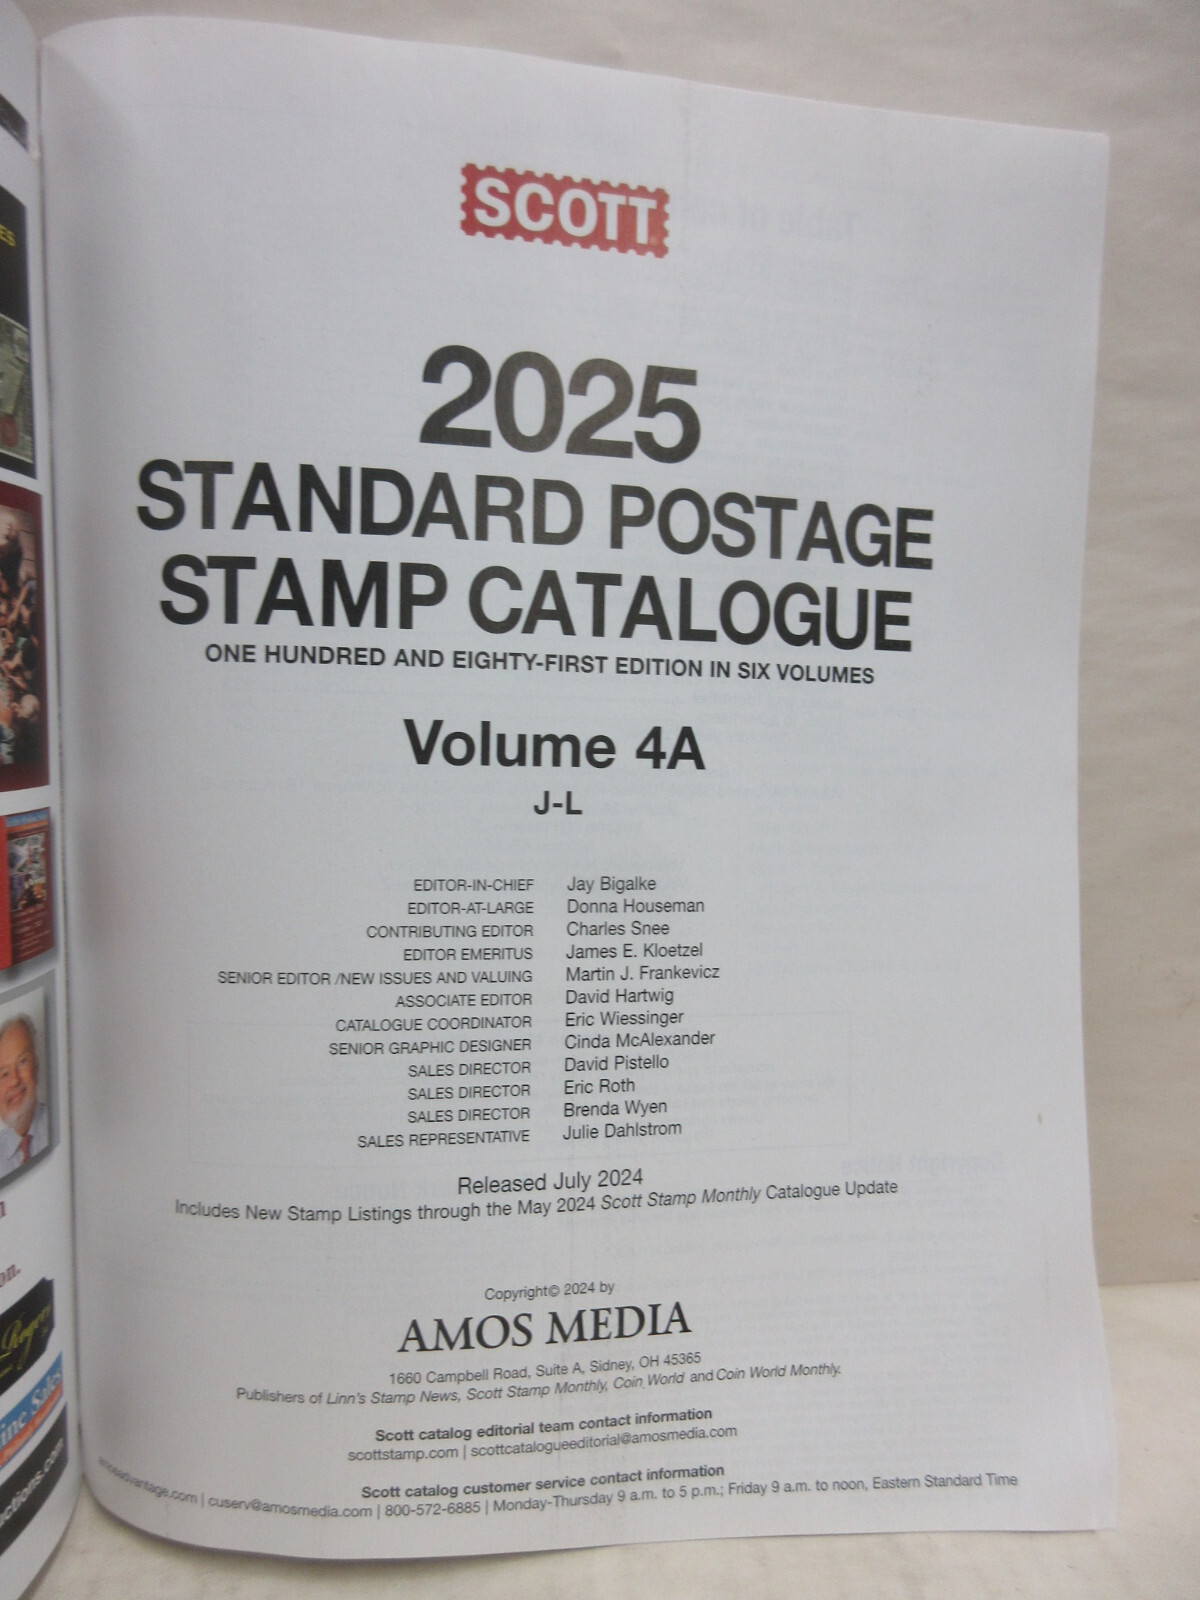 SCOTT
2025
STANDARD POSTAGE
STAMP CATALOGUE
ONE HUNDRED AND EIGHTY-FIRST EDITION IN SIX VOLUMES
Volume 4A
J-L
EDITOR-IN-CHIEF Jay Bigalke
EDITOR-AT-LARGE Donna Houseman
CONTRIBUTING EDITOR Charles Snee
EDITOR EMERITUS James E. Kloetzel
SENIOR EDITOR /NEW ISSUES AND VALUING Martin J. Frankevicz
ASSOCIATE EDITOR David Hartwig
CATALOGUE COORDINATOR Eric Wiessinger
SENIOR GRAPHIC DESIGNER Cinda McAlexander
SALES DIRECTOR David Pistello
SALES DIRECTOR Eric Roth
SALES DIRECTOR Brenda Wyen
SALES REPRESENTATIVE Julie Dahlstrom
Released July 2024
Includes New Stamp Listings through the May 2024 Scott Stamp Monthly Catalogue Update
Copyright© 2024 by
AMOS MEDIA
1660 Campbell Road, Suite A, Sidney, OH 45365
Publishers of Linn's Stamp News, Scott Stamp Monthly, Coin World and Coin World Monthly.
Scott catalog editorial team contact information
scottstamp.com | scottcatalogueeditorial@amosmedia.com
Scott catalog customer service contact information
amosadvantage.com | cuserv@amosmedia.com | 800-572-6885 | Monday-Thursday 9 a.m. to 5 p.m.; Friday 9 a.m. to noon, Eastern Standard Time